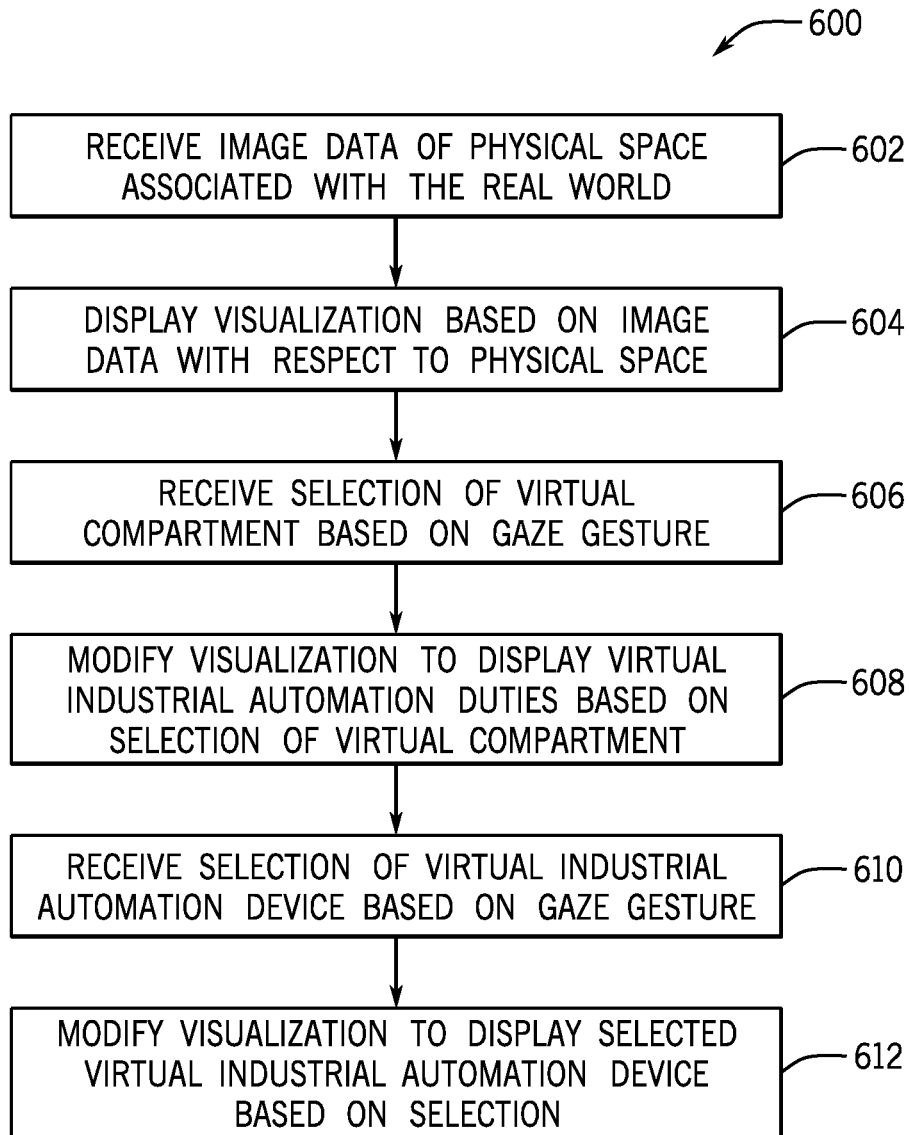 600
RECEIVE IMAGE DATA OF PHYSICAL SPACE
ASSOCIATED WITH THE REAL WORLD
602
DISPLAY VISUALIZATION BASED ON IMAGE
DATA WITH RESPECT TO PHYSICAL SPACE
604
RECEIVE SELECTION OF VIRTUAL
COMPARTMENT BASED ON GAZE GESTURE
606
MODIFY VISUALIZATION TO DISPLAY VIRTUAL
INDUSTRIAL AUTOMATION DUTIES BASED ON
SELECTION OF VIRTUAL COMPARTMENT
608
RECEIVE SELECTION OF VIRTUAL INDUSTRIAL
AUTOMATION DEVICE BASED ON GAZE GESTURE
610
MODIFY VISUALIZATION TO DISPLAY SELECTED
VIRTUAL INDUSTRIAL AUTOMATION DEVICE
BASED ON SELECTION
612